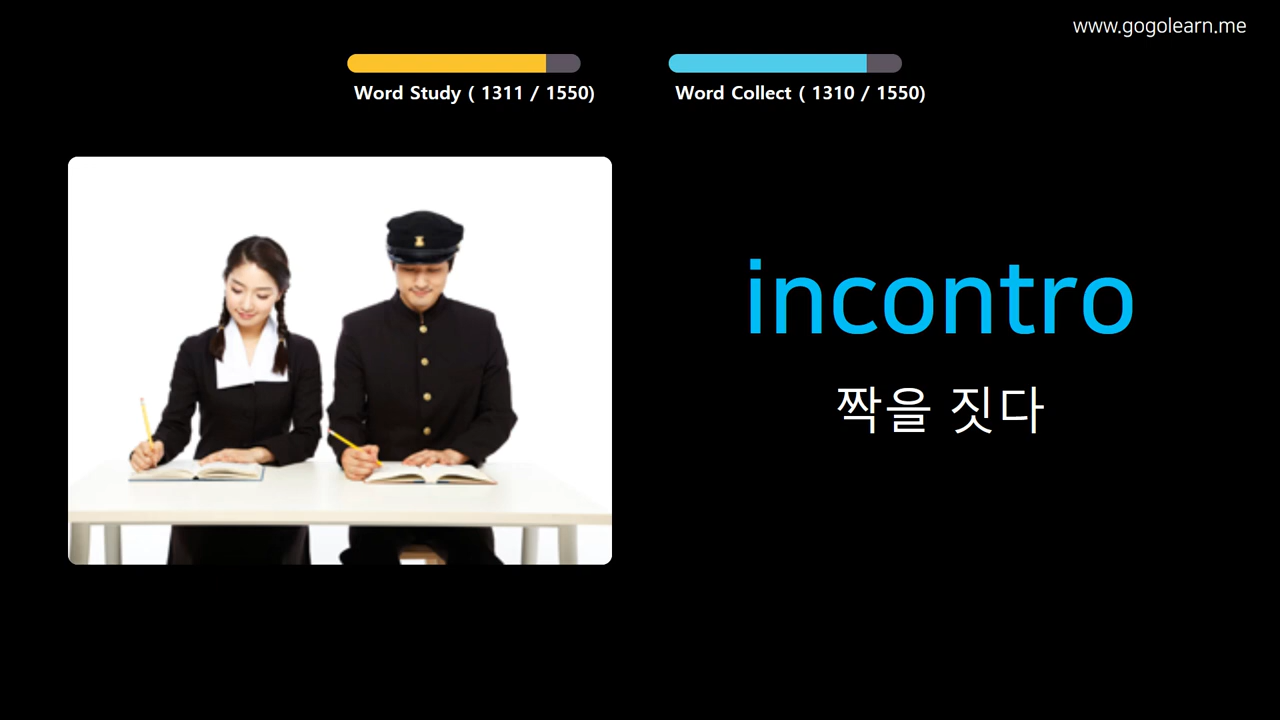 www.gogolearn.me
Word Study ( 1311 / 1550)
Word Collect ( 1310 / 1550)
incontro
짝을 짓다